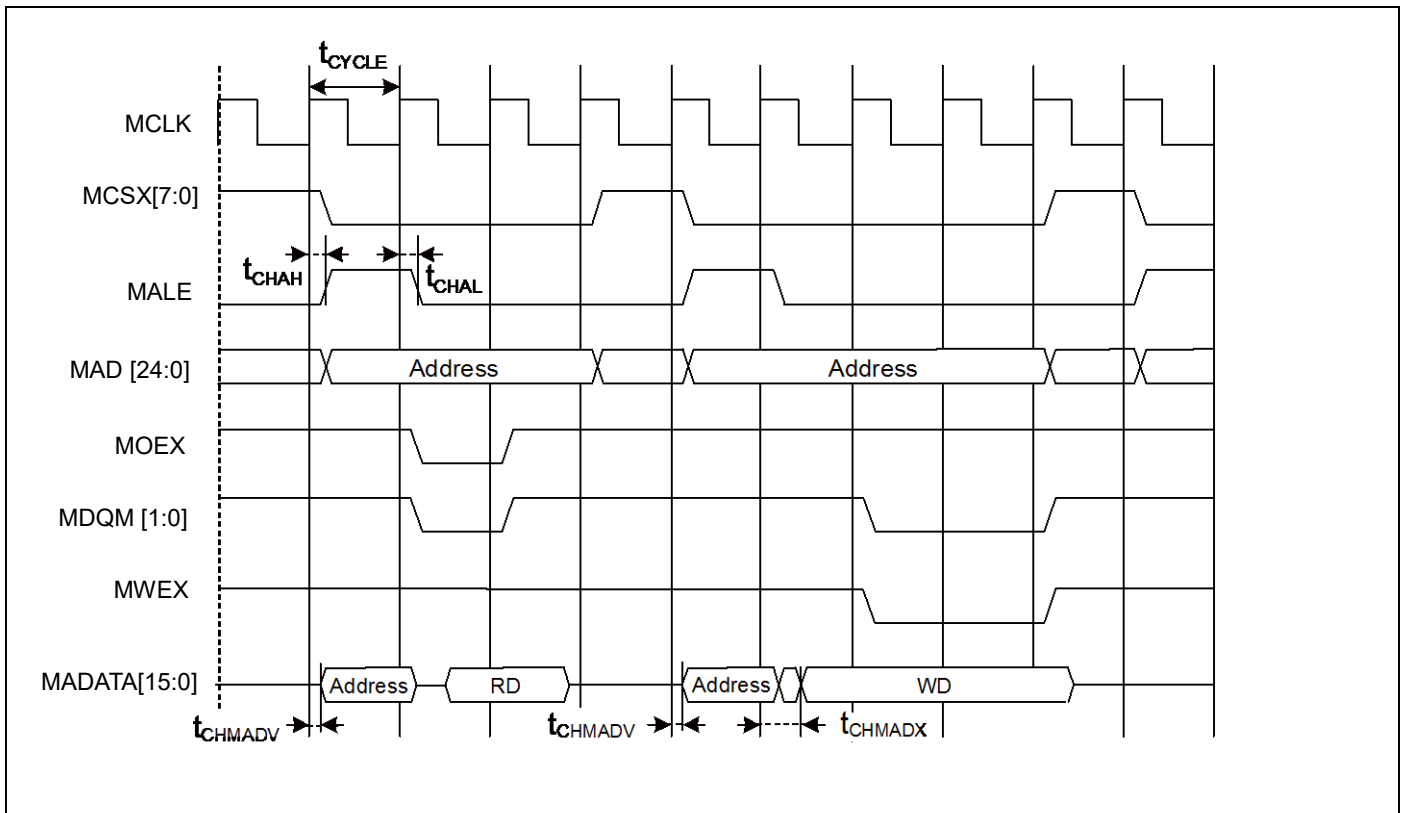 tCYCLE
MCLK
MCSX[7:0]
tCHAH
tCHAL
MALE
MAD [24:0]
Address
Address
MOEX
MDQM [1:0]
MWEX
MADATA[15:0]
Address
RD
Address
WD
tCHMADV
tCHMADV
tCHMADX